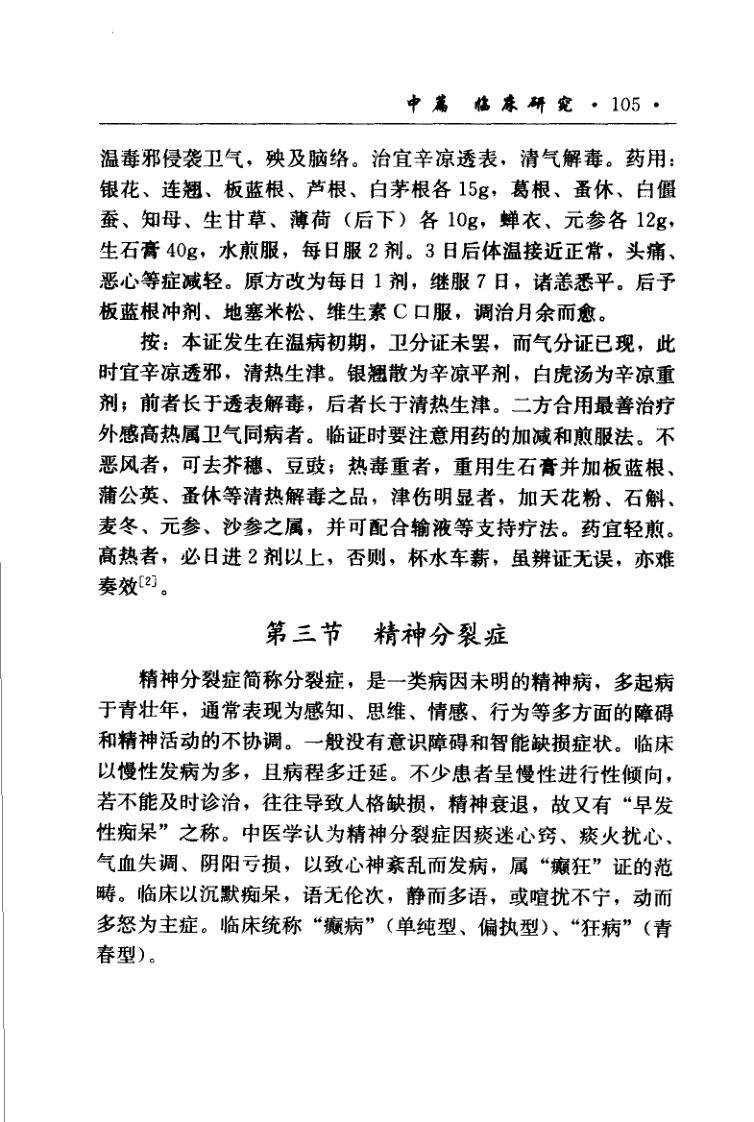 中篇 临床研究 · 105 ·
温毒邪侵袭卫气，殃及脑络。治宜辛凉透表，清气解毒。药用：
银花、连翘、板蓝根、芦根、白茅根各 15g，葛根、蚤休、白僵
蚕、知母、生甘草、薄荷（后下）各 10g，蝉衣、元参各 12g，
生石膏 40g，水煎服，每日服 2 剂。3 日后体温接近正常，头痛、
恶心等症减轻。原方改为每日 1 剂，继服 7 日，诸恙悉平。后予
板蓝根冲剂、地塞米松、维生素 C 口服，调治月余而愈。
按：本证发生在温病初期，卫分证未罢，而气分证已现，此
时宜辛凉透邪，清热生津。银翘散为辛凉平剂，白虎汤为辛凉重
剂；前者长于透表解毒，后者长于清热生津。二方合用最善治疗
外感高热属卫气同病者。临证时要注意用药的加减和煎服法。不
恶风者，可去芥穗、豆豉；热毒重者，重用生石膏并加板蓝根、
蒲公英、蚤休等清热解毒之品，津伤明显者，加天花粉、石斛、
麦冬、元参、沙参之属，并可配合输液等支持疗法。药宜轻煎。
高热者，必日进 2 剂以上，否则，杯水车薪，虽辨证无误，亦难
奏效[2]。
第三节 精神分裂症
精神分裂症简称分裂症，是一类病因未明的精神病，多起病
于青壮年，通常表现为感知、思维、情感、行为等多方面的障碍
和精神活动的不协调。一般没有意识障碍和智能缺损症状。临床
以慢性发病为多，且病程多迁延。不少患者呈慢性进行性倾向，
若不能及时诊治，往往导致人格缺损，精神衰退，故又有“早发
性痴呆”之称。中医学认为精神分裂症因痰迷心窍、痰火扰心、
气血失调、阴阳亏损，以致心神紊乱而发病，属“癫狂”证的范
畴。临床以沉默痴呆，语无伦次，静而多语，或喧扰不宁，动而
多怒为主症。临床统称“癫病”（单纯型、偏执型）、“狂病”（青
春型）。